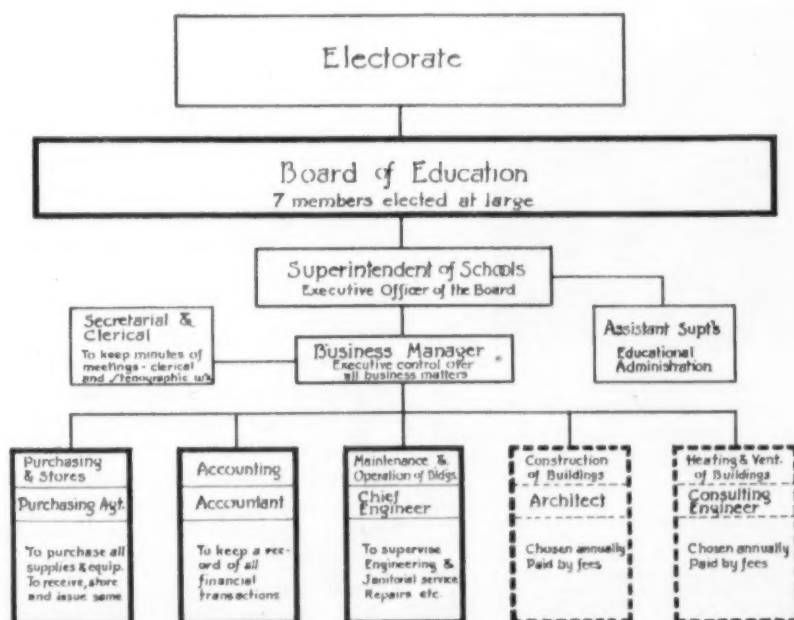 Electorate
Board of Education
7 members elected at large
Superintendent of Schools
Executive Officer of the Board
Secretarial &
Clerical
To keep minutes of
meetings - clerical
and stenographic wk
Business Manager
Executive control over
all business matters
Assistant Supt's
Educational
Administration
Purchasing
& Stores
Purchasing Agt.
To purchase all
supplies & equip.
To receive, store
and issue same
Accounting
Accountant
To keep a rec-
ord of all
financial
transactions
Maintenance &
Operation of Bldgs.
Chief
Engineer
To supervise
Engineering &
Janitorial service
Repairs etc.
Construction
of Buildings
Architect
Chosen annually
Paid by fees
Heating & Vent.
of Buildings
Consulting
Engineer
Chosen annually
Paid by fees